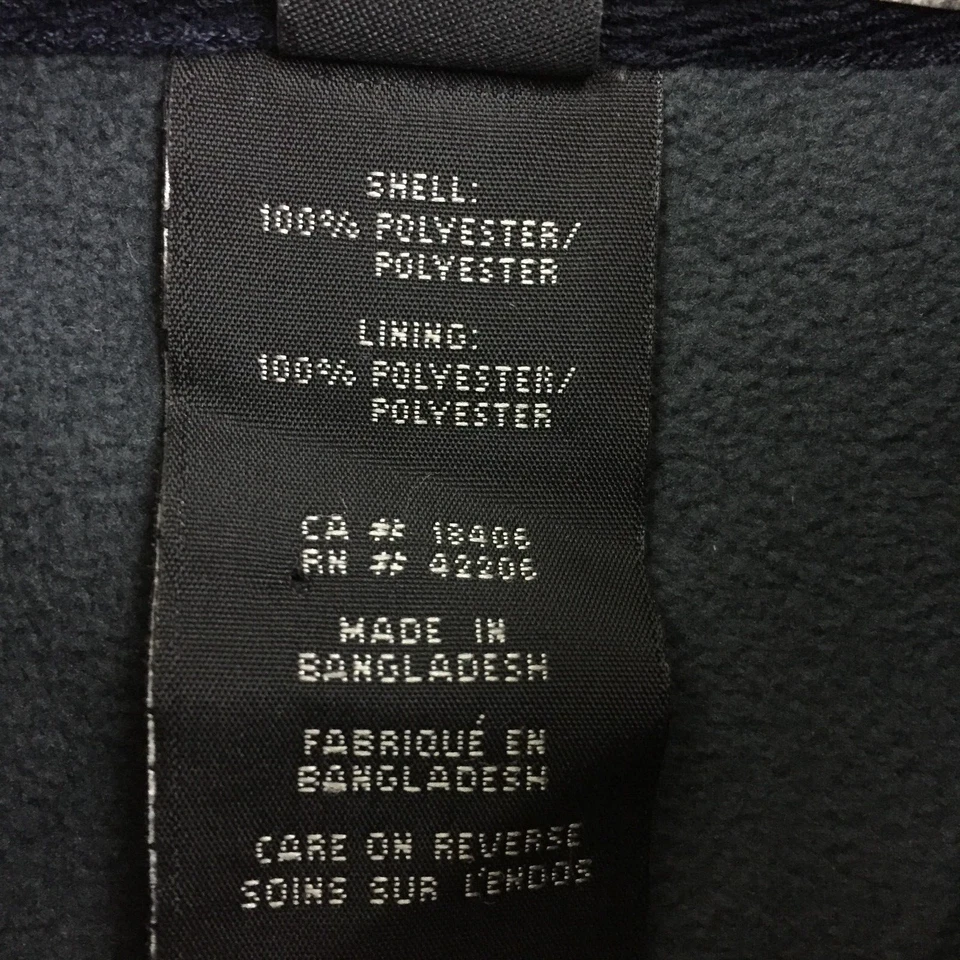 SHELL:
100% POLYESTER/
POLYESTER
LINING:
100% POLYESTER/
POLYESTER
CA # 18406
RN # 42206
MADE IN
BANGLADESH
FABRIQUÉ EN
BANGLADESH
CARE ON REVERSE
SOINS SUR L'ENDOS